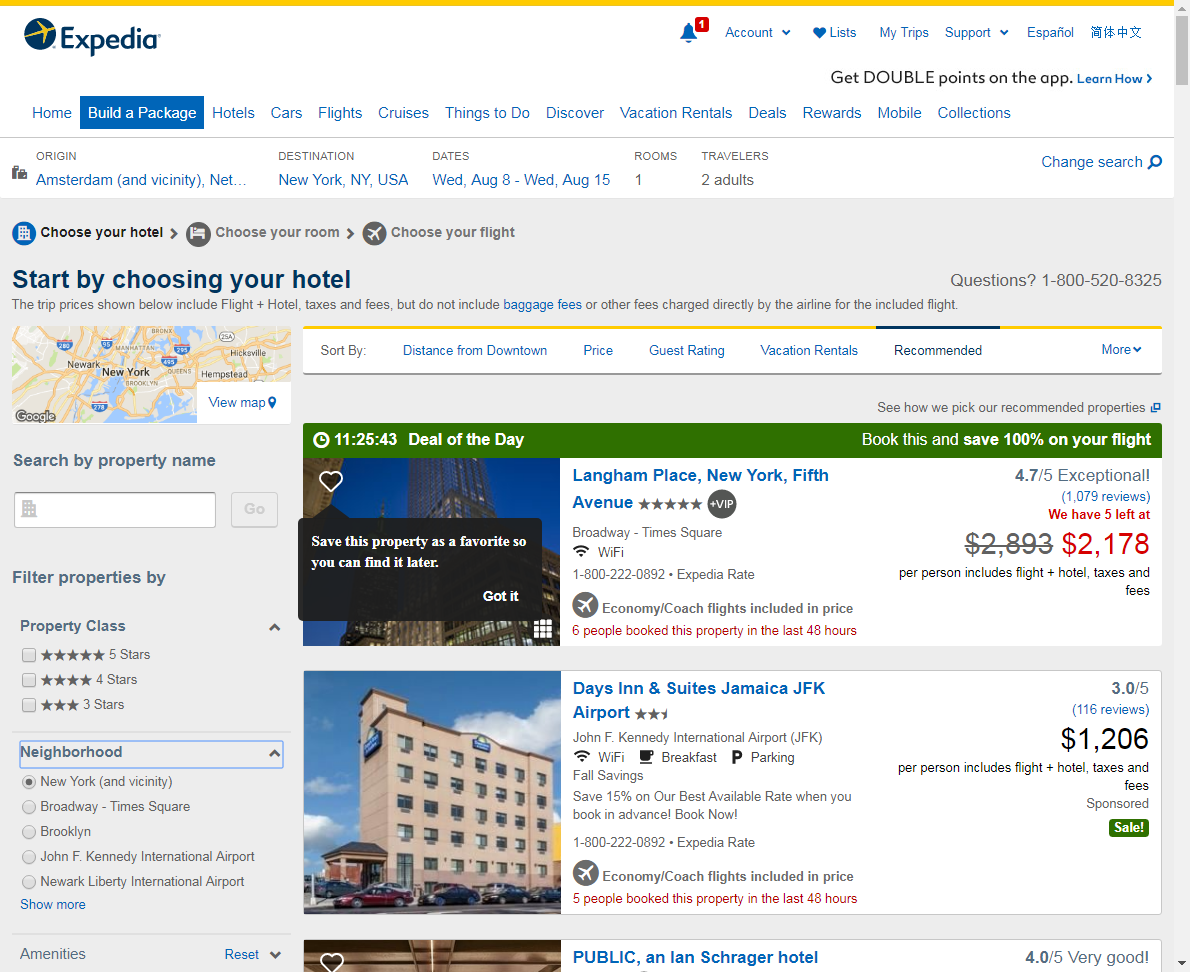 Expedia
1
Account
Lists
My Trips
Support
Español
简体中文
Get DOUBLE points on the app. Learn How
Home
Build a Package
Hotels
Cars
Flights
Cruises
Things to Do
Discover
Vacation Rentals
Deals
Rewards
Mobile
Collections
ORIGIN
Amsterdam (and vicinity), Net...
DESTINATION
New York, NY, USA
DATES
Wed, Aug 8 - Wed, Aug 15
ROOMS
1
TRAVELERS
2 adults
Change search
Choose your hotel
Choose your room
Choose your flight
Start by choosing your hotel
Questions? 1-800-520-8325
The trip prices shown below include Flight + Hotel, taxes and fees, but do not include baggage fees or other fees charged directly by the airline for the included flight.
BRONX
25A
280
95
MANHATTAN
295
Hicksville
Newark
495
New York
QUEENS
Hempstead
BROOKLYN
278
Google
View map
Search by property name
Go
Filter properties by
Property Class
5 Stars
4 Stars
3 Stars
Neighborhood
New York (and vicinity)
Broadway - Times Square
Brooklyn
John F. Kennedy International Airport
Newark Liberty International Airport
Show more
Amenities
Reset
Sort By:
Distance from Downtown
Price
Guest Rating
Vacation Rentals
Recommended
More
See how we pick our recommended properties
11:25:43 Deal of the Day
Book this and save 100% on your flight
Save this property as a favorite so
you can find it later.
Got it
Langham Place, New York, Fifth
Avenue
+VIP
Broadway - Times Square
WiFi
1-800-222-0892 • Expedia Rate
Economy/Coach flights included in price
6 people booked this property in the last 48 hours
4.7/5 Exceptional!
(1,079 reviews)
We have 5 left at
$2,893 $2,178
per person includes flight + hotel, taxes and
fees
Days Inn & Suites Jamaica JFK
Airport
John F. Kennedy International Airport (JFK)
WiFi
Breakfast
P Parking
Fall Savings
Save 15% on Our Best Available Rate when you
book in advance! Book Now!
1-800-222-0892 • Expedia Rate
Economy/Coach flights included in price
5 people booked this property in the last 48 hours
3.0/5
(116 reviews)
$1,206
per person includes flight + hotel, taxes and
fees
Sponsored
Sale!
PUBLIC, an Ian Schrager hotel
4.0/5 Very good!